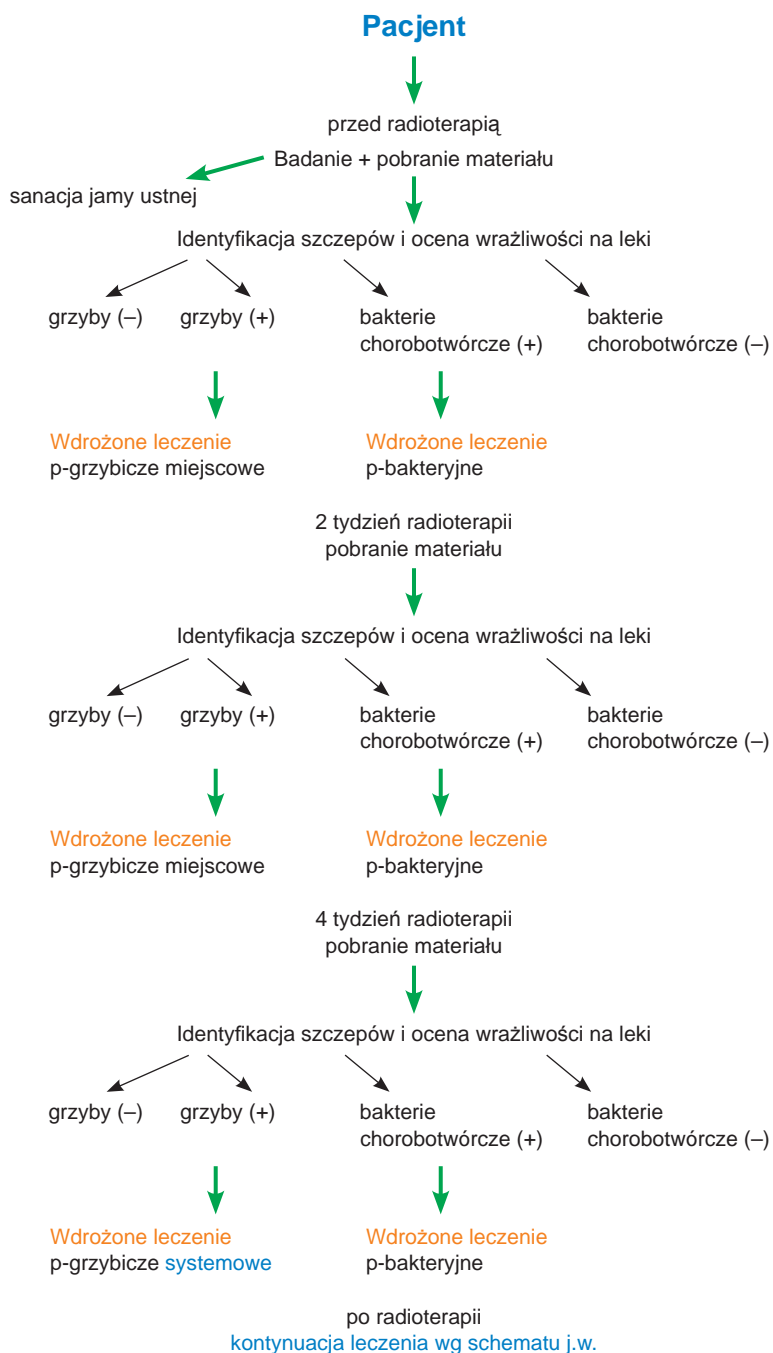 Pacjent
przed radioterapią
Badanie + pobranie materiału
sanacja jamy ustnej
Identyfikacja szczepów i ocena wrażliwości na leki
grzyby (–)
grzyby (+)
bakterie
chorobotwórcze (+)
bakterie
chorobotwórcze (–)
Wdrożone leczenie
p-grzybicze miejscowe
Wdrożone leczenie
p-bakteryjne
2 tydzień radioterapii
pobranie materiału
Identyfikacja szczepów i ocena wrażliwości na leki
grzyby (–)
grzyby (+)
bakterie
chorobotwórcze (+)
bakterie
chorobotwórcze (–)
Wdrożone leczenie
p-grzybicze miejscowe
Wdrożone leczenie
p-bakteryjne
4 tydzień radioterapii
pobranie materiału
Identyfikacja szczepów i ocena wrażliwości na leki
grzyby (–)
grzyby (+)
bakterie
chorobotwórcze (+)
bakterie
chorobotwórcze (–)
Wdrożone leczenie
p-grzybicze systemowe
Wdrożone leczenie
p-bakteryjne
po radioterapii
kontynuacja leczenia wg schematu j.w.